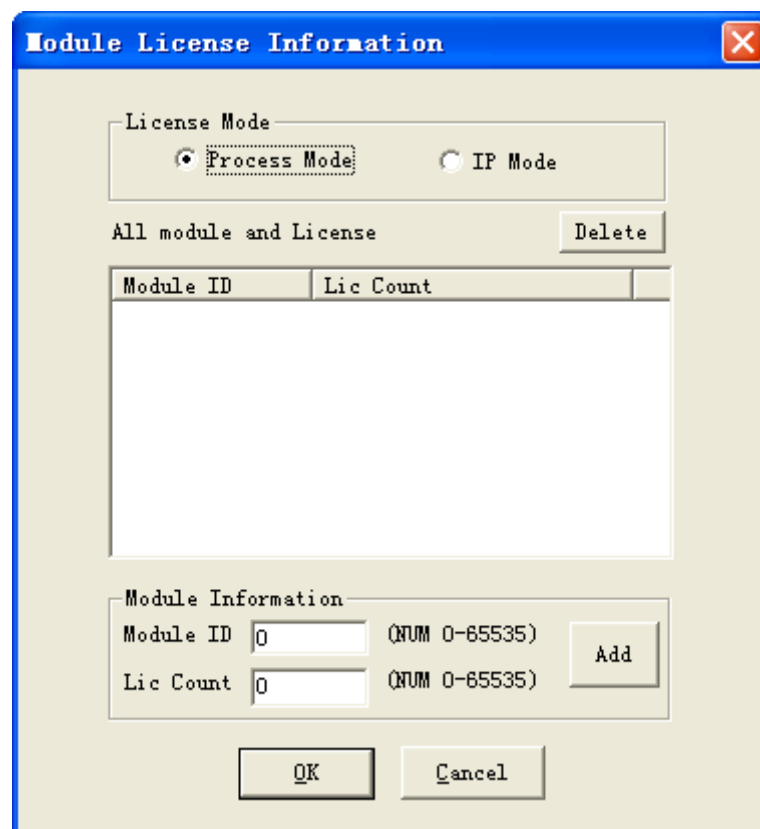 Module License Information
License Mode
Process Mode IP Mode
All module and License Delete
Module ID Lic Count
Module Information
Module ID 0 (NUM 0-65535)
Add
Lic Count 0 (NUM 0-65535)
OK Cancel